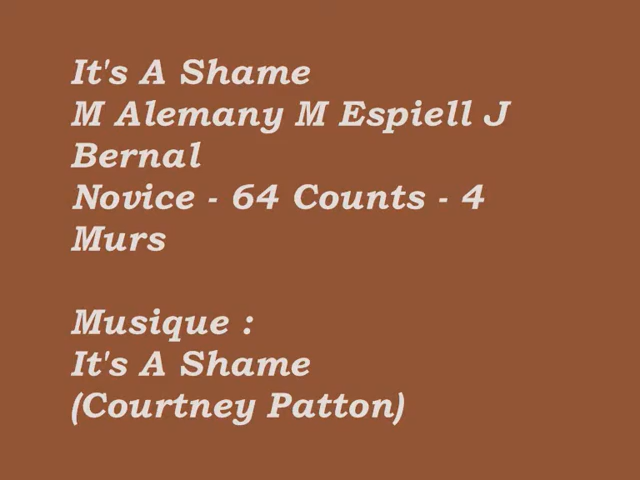 It's A Shame
M Alemany M Espiell J
Bernal
Novice - 64 Counts - 4
Murs
Musique :
It's A Shame
(Courtney Patton)